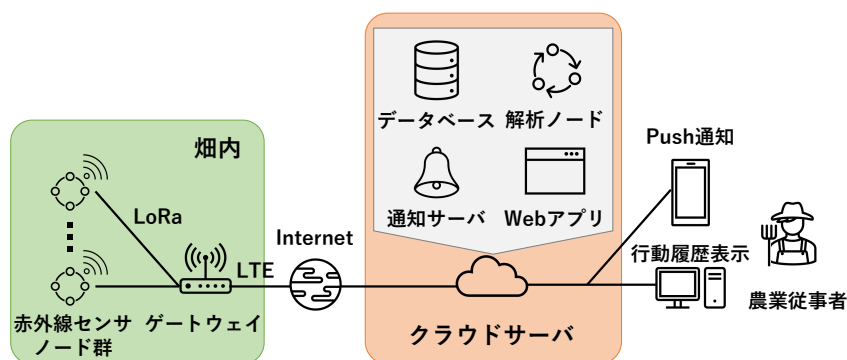 データベース
解析ノード
通知サーバ
Webアプリ
クラウドサーバ
畑内
LoRa
LTE
赤外線センサ
ノード群
ゲートウェイ
Internet
Push通知
行動履歴表示
農業従事者